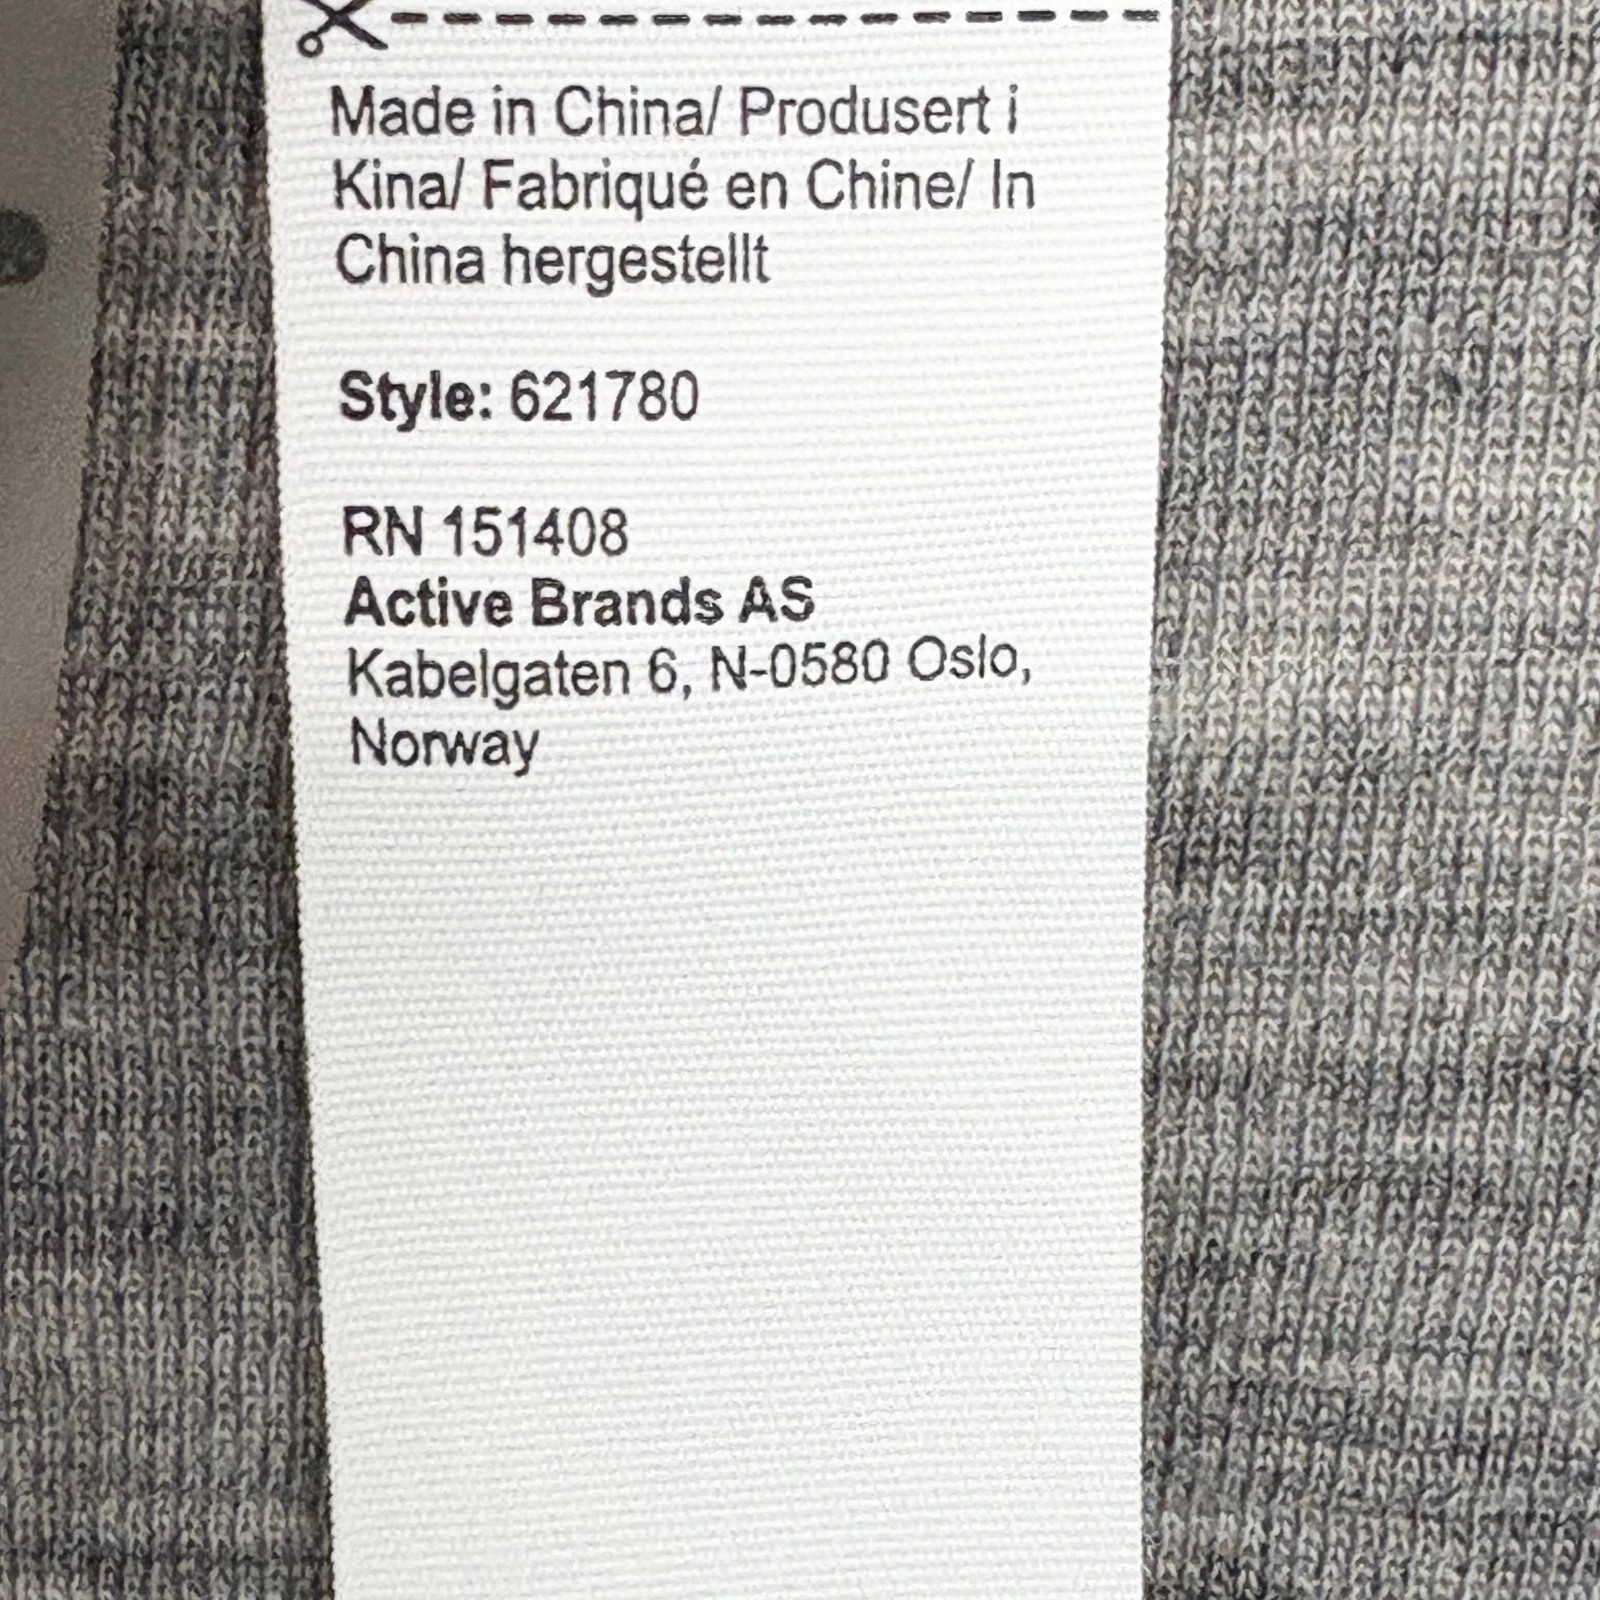 Made in China/ Produsert i
Kina/ Fabriqué en Chine/ In
China hergestellt
Style: 621780
RN 151408
Active Brands AS
Kabelgaten 6, N-0580 Oslo,
Norway